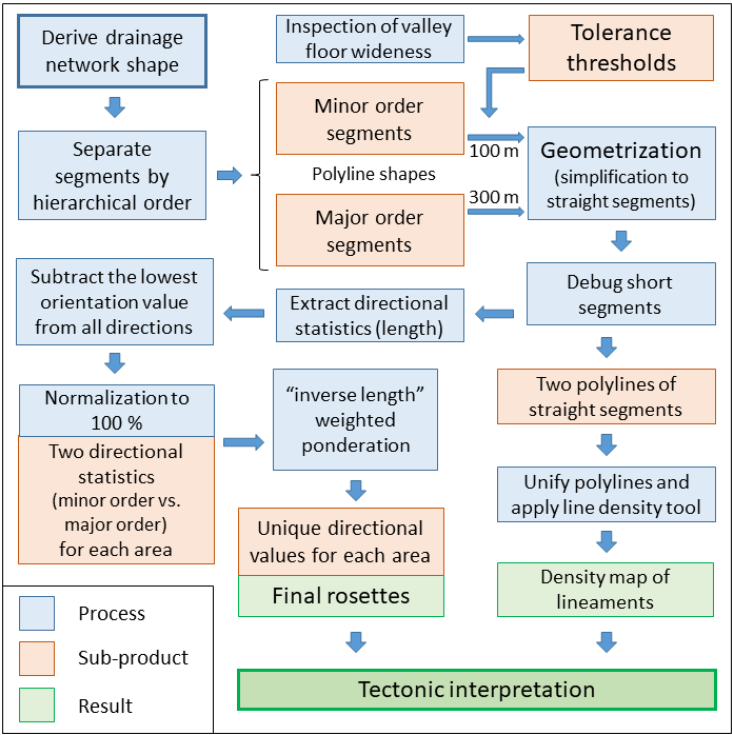 Derive drainage
network shape
Inspection of valley
floor wideness
Tolerance
thresholds
Separate
segments by
hierarchical order
Minor order
segments
Polyline shapes
Major order
segments
100 m
300 m
Geometrization
(simplification to
straight segments)
Subtract the lowest
orientation value
from all directions
Extract directional
statistics (length)
Debug short
segments
Normalization to
100 %
Two directional
statistics
(minor order vs.
major order)
for each area
“inverse length”
weighted
ponderation
Two polylines of
straight segments
Unify polylines and
apply line density tool
Unique directional
values for each area
Final rosettes
Density map of
lineaments
Process
Sub-product
Result
Tectonic interpretation